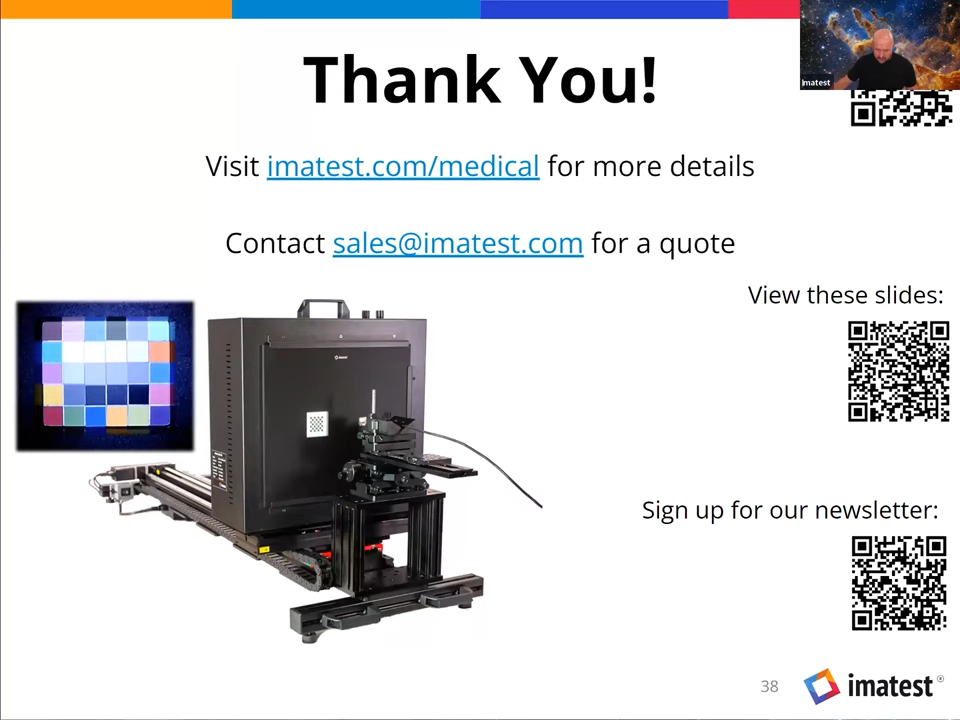 Thank You!
Imatest
Visit imatest.com/medical for more details
Contact sales@imatest.com for a quote
View these slides:
Sign up for our newsletter:
38
imatest®